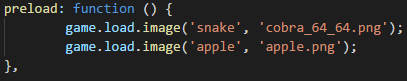 preload: function () {
game.load.image('snake', 'cobra_64_64.png');
game.load.image('apple', 'apple.png');
},